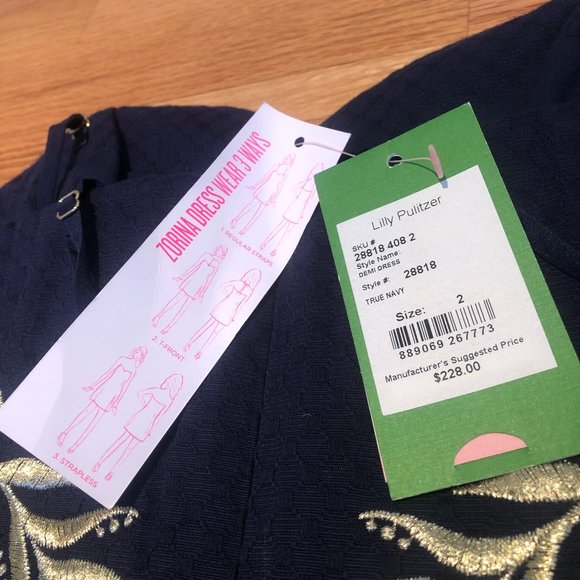 ZORINA DRESS WEAR 3 WAYS
1. REGULAR STRAPS
2. T-FRONT
3. STRAPLESS
Lilly Pulitzer
SKU #
28818 408 2
Style Name:
DEMI DRESS
Style #: 28818
TRUE NAVY
Size: 2
889069 267773
Manufacturer's Suggested Price
$228.00